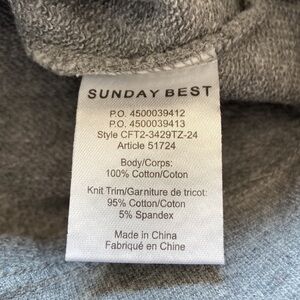 SUNDAY BEST
P.O. 4500039412
P.O. 4500039413
Style CFT2-3429TZ-24
Article 51724
Body/Corps:
100% Cotton/Coton
Knit Trim/Garniture de tricot:
95% Cotton/Coton
5% Spandex
Made in China
Fabriqué en Chine